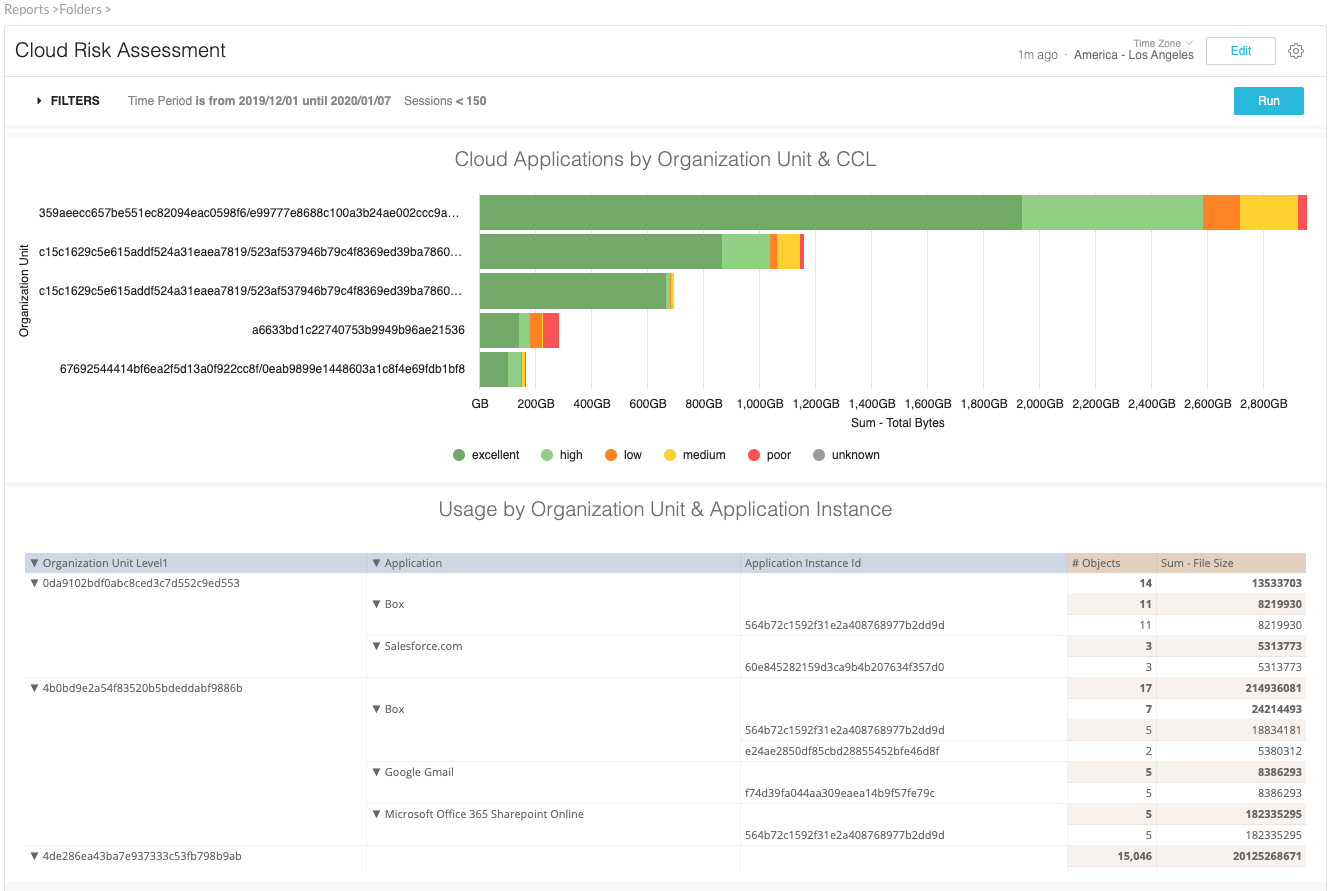 Reports >Folders >
Cloud Risk Assessment
1m ago · Time Zone America - Los Angeles
Edit
FILTERS Time Period is from 2019/12/01 until 2020/01/07 Sessions < 150
Run
Cloud Applications by Organization Unit & CCL
Organization Unit
359aeecc657be551ec82094eac0598f6/e99777e8688c100a3b24ae002ccc9a...
c15c1629c5e615addf524a31eaea7819/523af537946b79c4f8369ed39ba7860...
c15c1629c5e615addf524a31eaea7819/523af537946b79c4f8369ed39ba7860...
a6633bd1c22740753b9949b96ae21536
67692544414bf6ea2f5d13a0f922cc8f/0eab9899e1448603a1c8f4e69fdb1bf8
GB 200GB 400GB 600GB 800GB 1,000GB 1,200GB 1,400GB 1,600GB 1,800GB 2,000GB 2,200GB 2,400GB 2,600GB 2,800GB
Sum - Total Bytes
excellent high low medium poor unknown
Usage by Organization Unit & Application Instance
Organization Unit Level1 Application Application Instance Id # Objects Sum - File Size
0da9102bdf0abc8ced3c7d552c9ed553 14 13533703
Box 11 8219930
564b72c1592f31e2a408768977b2dd9d 11 8219930
Salesforce.com 3 5313773
60e845282159d3ca9b4b207634f357d0 3 5313773
4b0bd9e2a54f83520b5bdeddabf9886b 17 214936081
Box 7 24214493
564b72c1592f31e2a408768977b2dd9d 5 18834181
e24ae2850df85cbd28855452bfe46d8f 2 5380312
Google Gmail 5 8386293
f74d39fa044aa309eaea14b9f57fe79c 5 8386293
Microsoft Office 365 Sharepoint Online 5 182335295
564b72c1592f31e2a408768977b2dd9d 5 182335295
4de286ea43ba7e937333c53fb798b9ab 15,046 20125268671